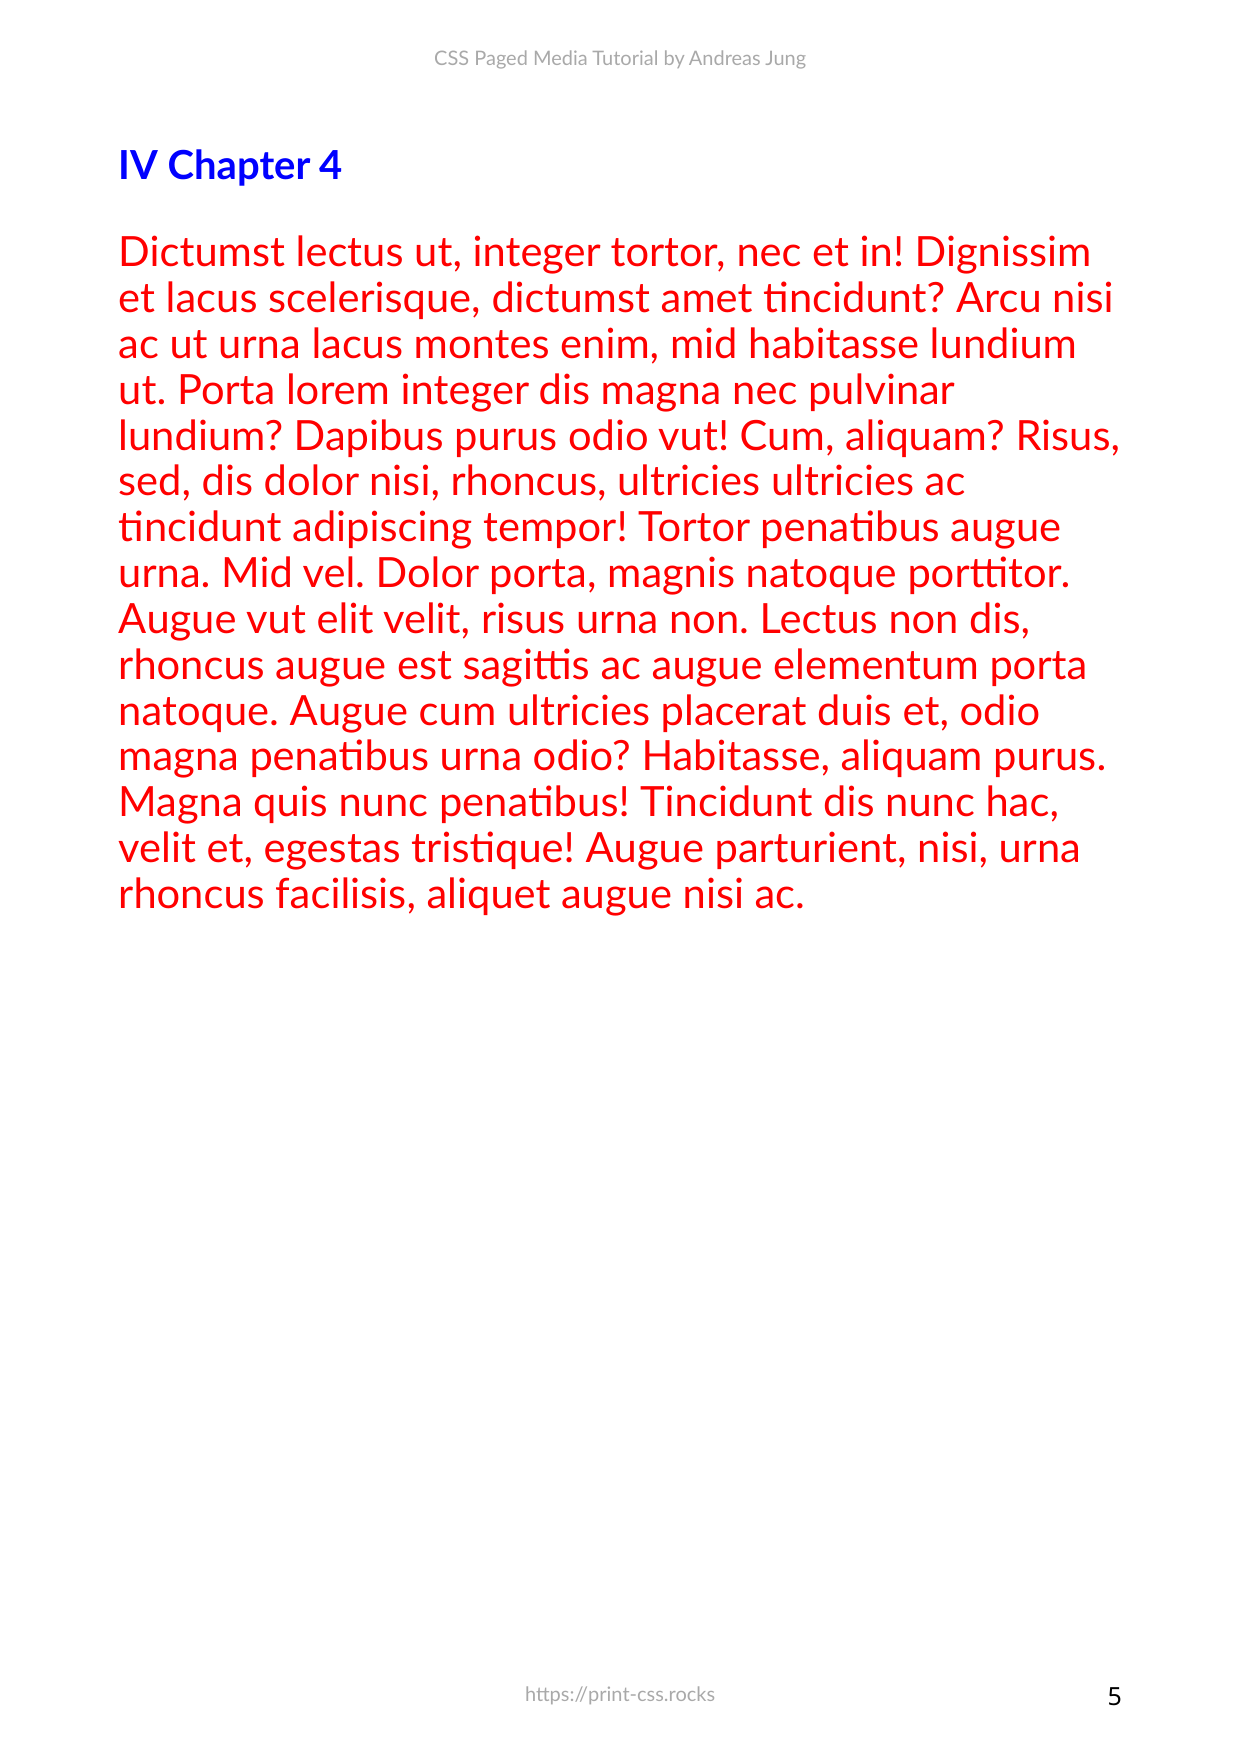 CSS Paged Media Tutorial by Andreas Jung
IV Chapter 4
Dictumst lectus ut, integer tortor, nec et in! Dignissim
et lacus scelerisque, dictumst amet tincidunt? Arcu nisi
ac ut urna lacus montes enim, mid habitasse lundium
ut. Porta lorem integer dis magna nec pulvinar
lundium? Dapibus purus odio vut! Cum, aliquam? Risus,
sed, dis dolor nisi, rhoncus, ultricies ultricies ac
tincidunt adipiscing tempor! Tortor penatibus augue
urna. Mid vel. Dolor porta, magnis natoque porttitor.
Augue vut elit velit, risus urna non. Lectus non dis,
rhoncus augue est sagittis ac augue elementum porta
natoque. Augue cum ultricies placerat duis et, odio
magna penatibus urna odio? Habitasse, aliquam purus.
Magna quis nunc penatibus! Tincidunt dis nunc hac,
velit et, egestas tristique! Augue parturient, nisi, urna
rhoncus facilisis, aliquet augue nisi ac.
https://print-css.rocks
5